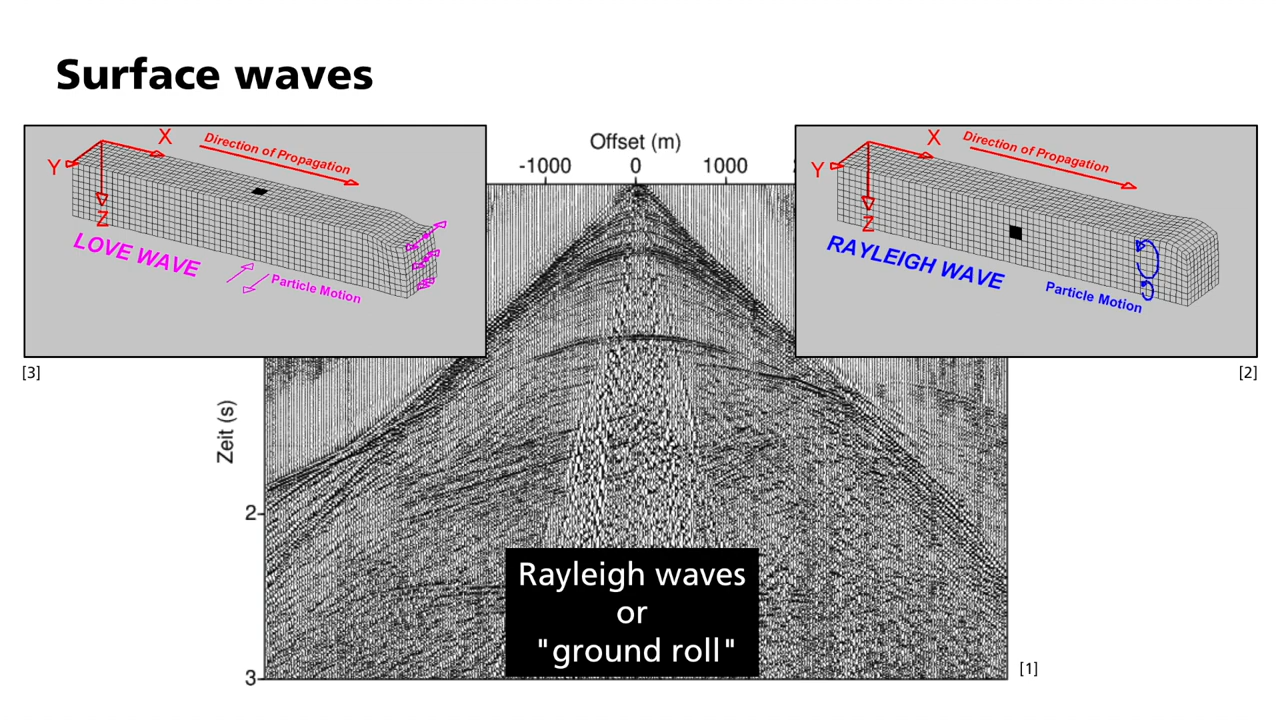 Surface waves
X
Direction of Propagation
Y
Z
LOVE WAVE
Particle Motion
[3]
Offset (m)
-1000 0 1000
X
Direction of Propagation
Y
Z
RAYLEIGH WAVE
Particle Motion
[2]
Zeit (s)
2
3
Rayleigh waves
or
"ground roll"
[1]